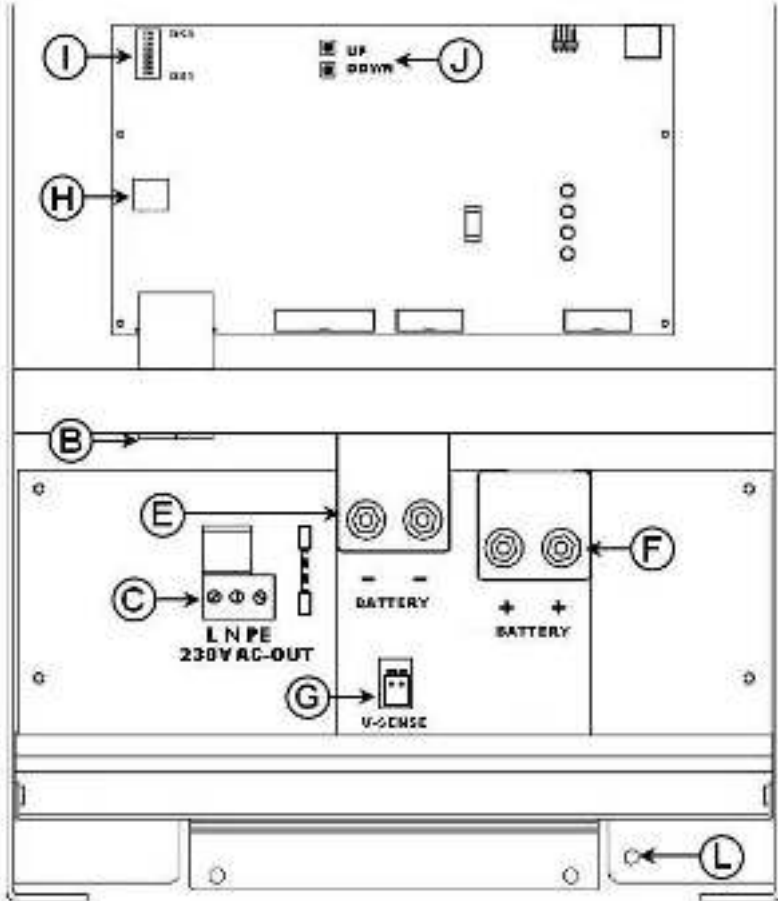 I
UP
DOWN
J
H
B
E
F
C
- -
BATTERY
+ +
BATTERY
L N PE
230V AC-OUT
G
V-SENSE
L